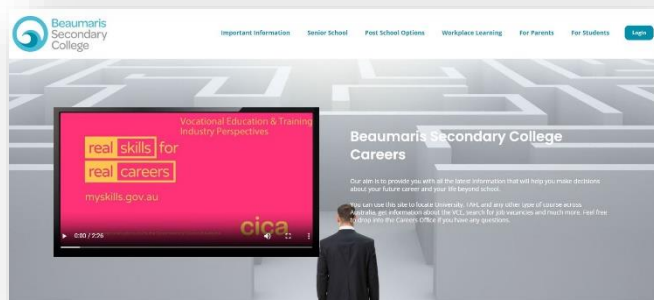 Beaumaris
Secondary
College
Important Information Senior School Post School Options Workplace Learning For Parents For Students Login
Vocational Education & Training
Industry Perspectives
real skills for
real careers
myskills.gov.au
cica
0:00 / 2:26
Beaumaris Secondary College
Careers
Our aim is to provide you with all the latest information that will help you make decisions
about your future career and your life beyond school.
You can use this site to locate University, TAFE and any other type of course across
Australia, get information about the VCE, search for job vacancies and much more. Feel free
to drop into the Careers Office if you have any questions.